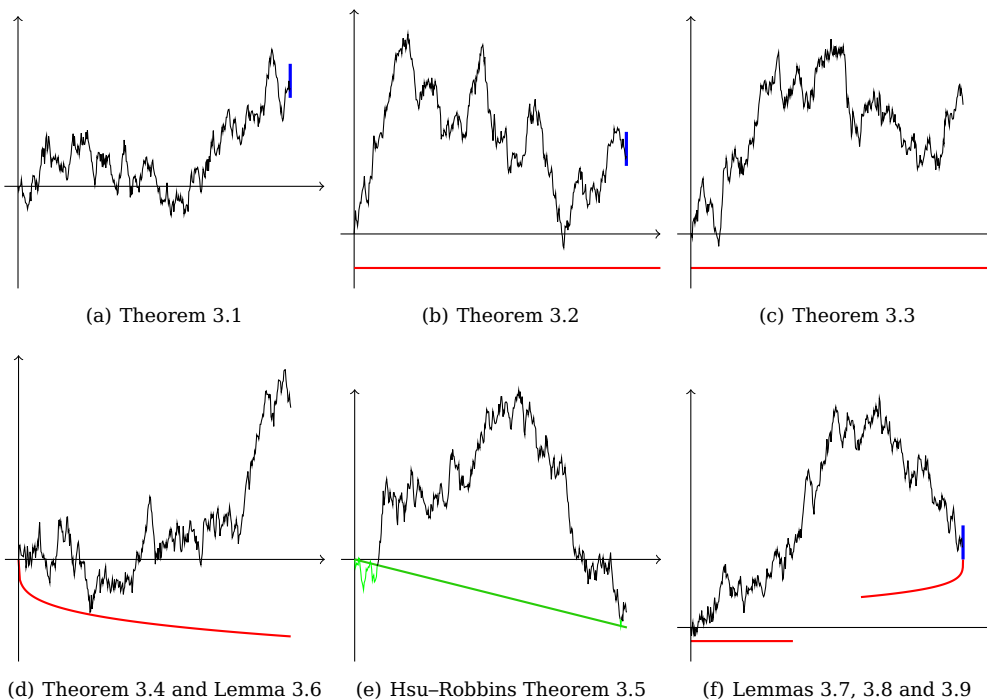 (a) Theorem 3.1
(b) Theorem 3.2
(c) Theorem 3.3
(d) Theorem 3.4 and Lemma 3.6
(e) Hsu–Robbins Theorem 3.5
(f) Lemmas 3.7, 3.8 and 3.9